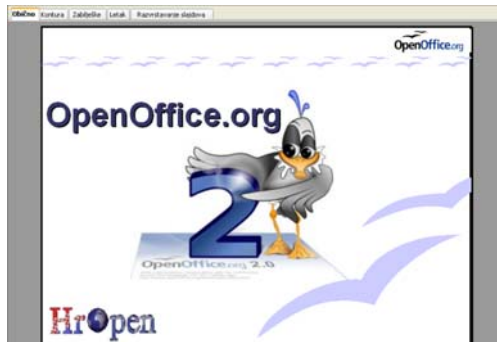 Obično Kontura Zabilješke Letak Razvrstavanje slajdova
OpenOffice.org
OpenOffice.org
2
OpenOffice.org 2.0
HrOpen